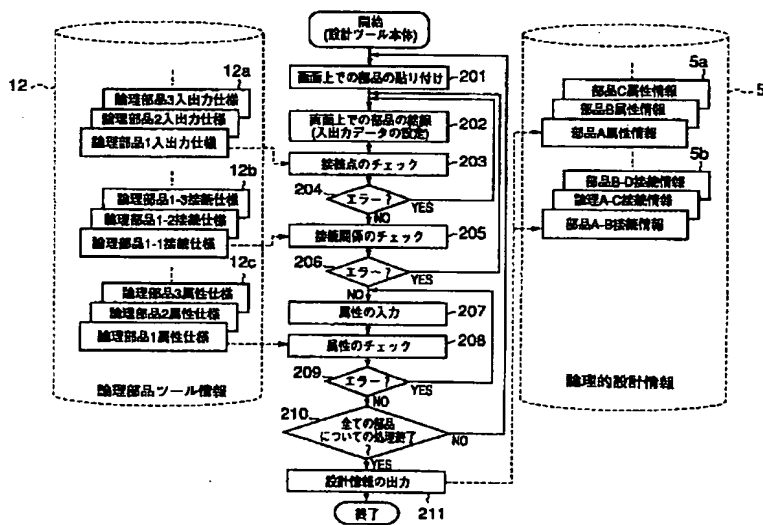 開始
(設計ツール本体)
12
12a
論理部品3入出力仕様
論理部品2入出力仕様
論理部品1入出力仕様
12b
論理部品1-3接続仕様
論理部品1-2接続仕様
論理部品1-1接続仕様
12c
論理部品3属性仕様
論理部品2属性仕様
論理部品1属性仕様
論理部品ツール情報
画面上での部品の貼り付け
201
画面上での部品の結線
(入出力データの設定)
202
接続点のチェック
203
204
エラー?
YES
NO
接続関係のチェック
205
206
エラー?
YES
NO
属性の入力
207
属性のチェック
208
209
エラー?
YES
NO
210
全ての部品
についての処理終了
?
NO
YES
設計情報の出力
211
終了
5
5a
部品C属性情報
部品B属性情報
部品A属性情報
5b
部品B-D接続情報
論理A-C接続情報
部品A-B接続情報
論理的設計情報